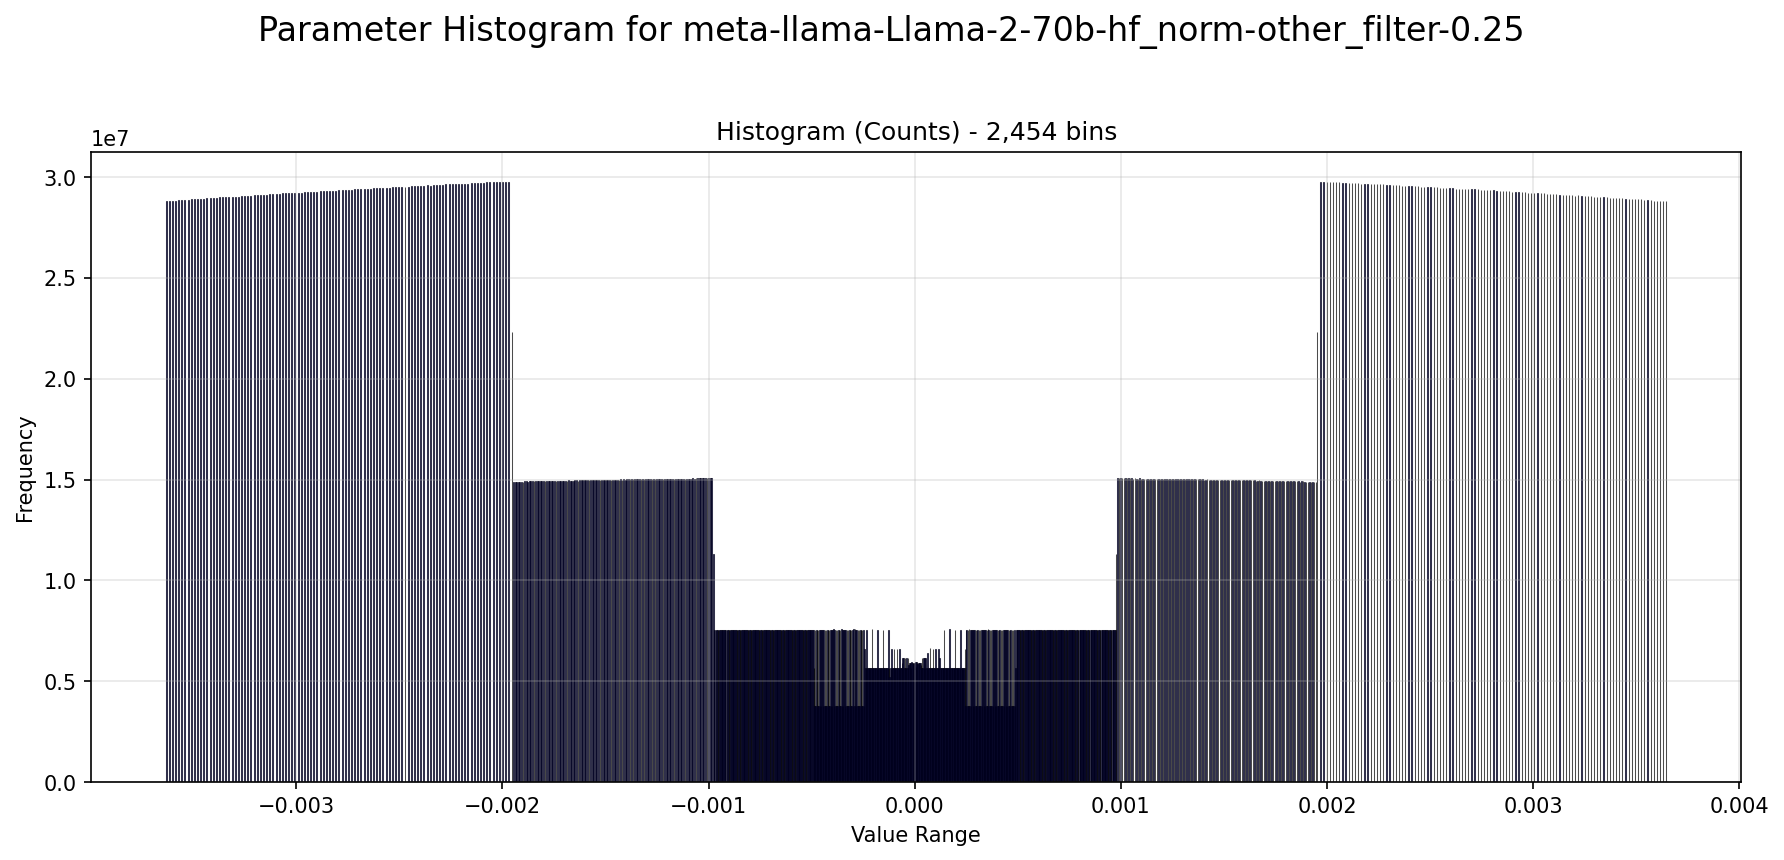 Parameter Histogram for meta-llama-Llama-2-70b-hf_norm-other_filter-0.25
Histogram (Counts) - 2,454 bins
1e7
3.0
2.5
2.0
1.5
1.0
0.5
0.0
Frequency
−0.003 −0.002 −0.001 0.000 0.001 0.002 0.003 0.004
Value Range